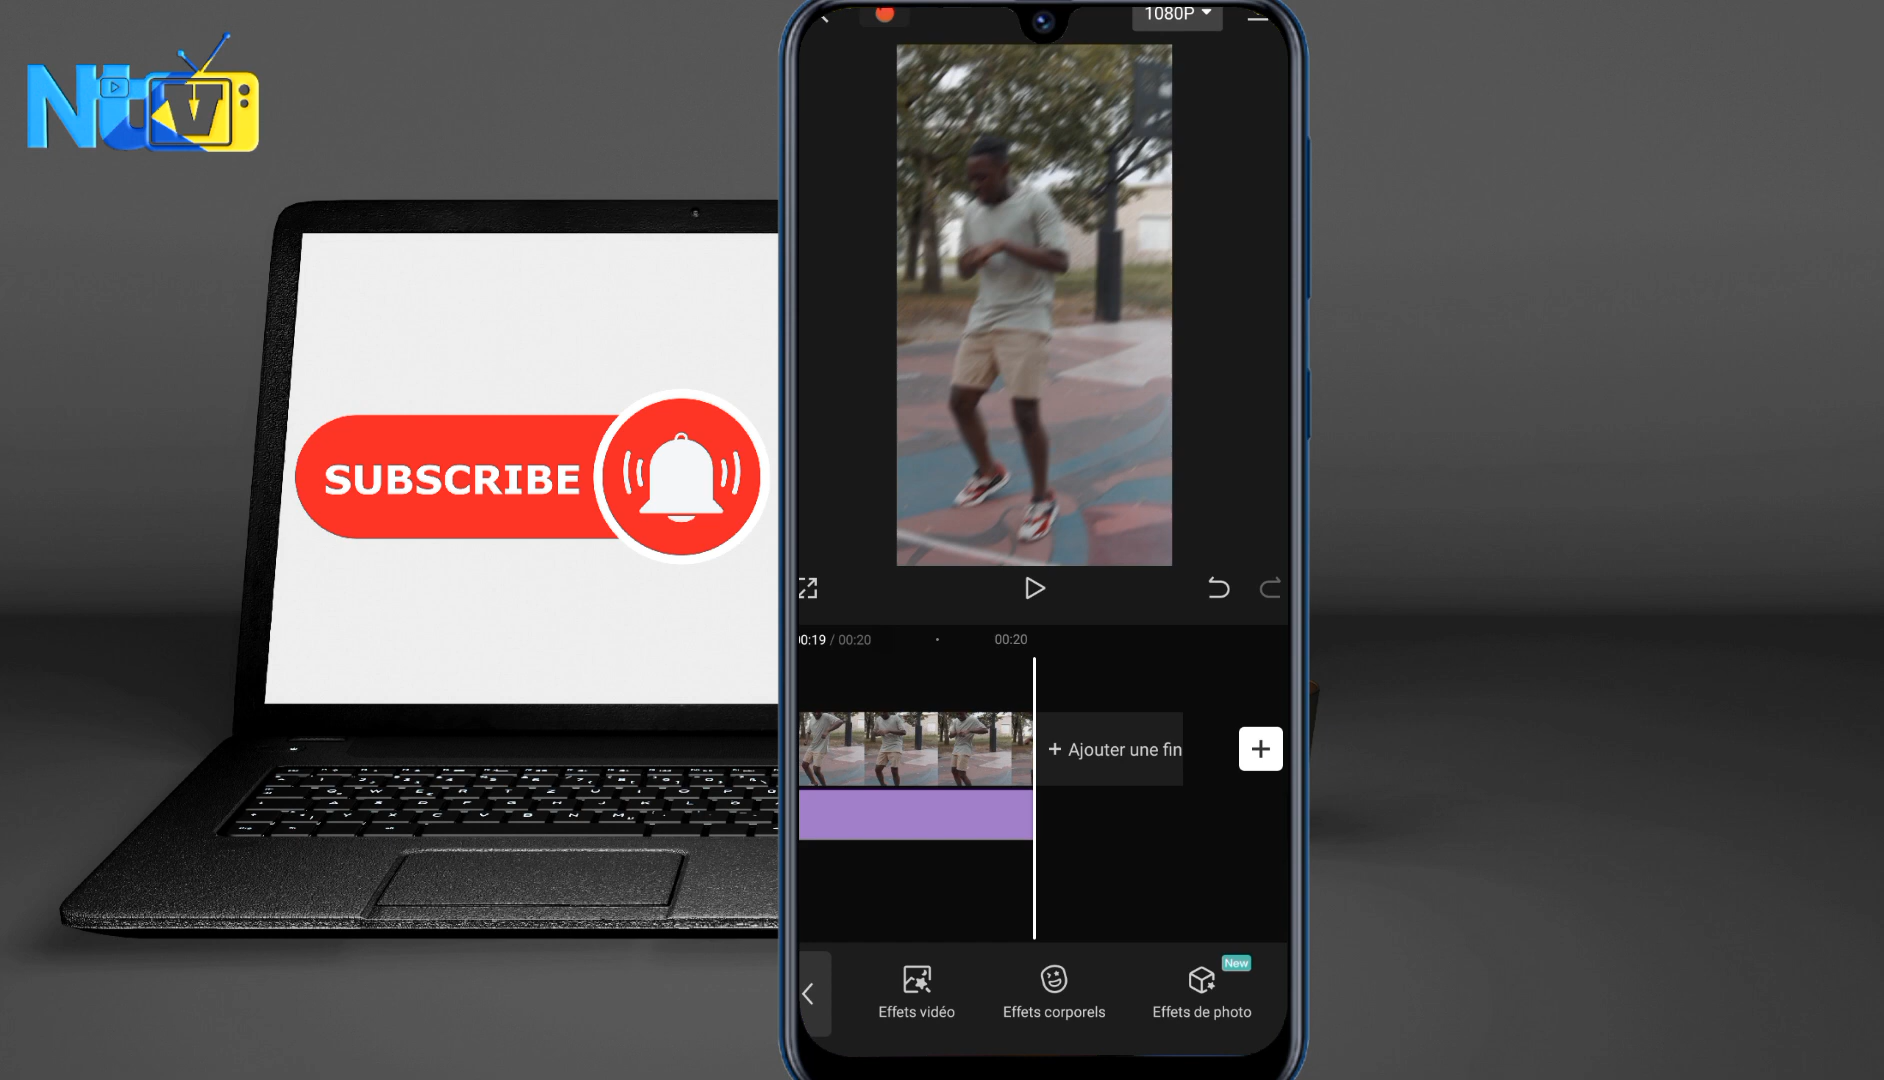 NtV
SUBSCRIBE
1080P
00:19 / 00:20
00:20
+ Ajouter une fin
New
Effets vidéo
Effets corporels
Effets de photo